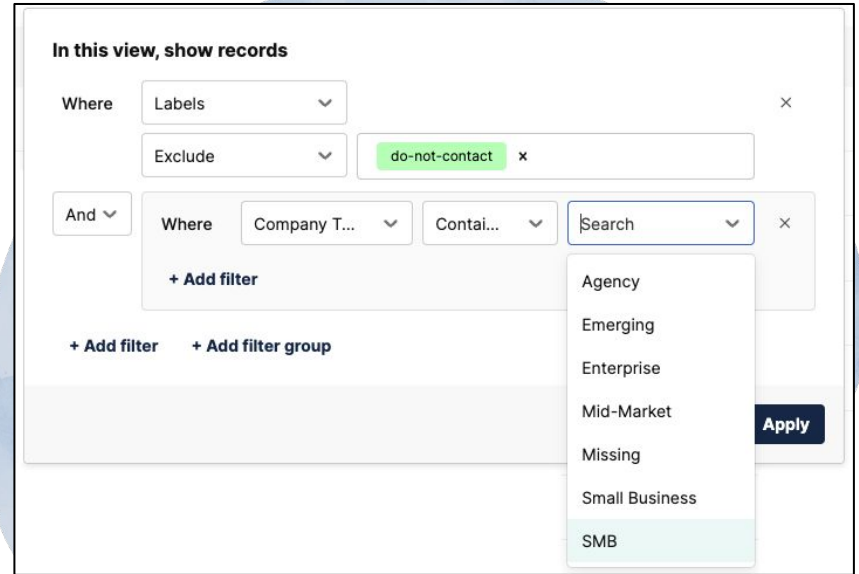 In this view, show records
Where Labels
Exclude do-not-contact x
And Where Company T... Contai... Search
+ Add filter
Agency
Emerging
+ Add filter + Add filter group
Enterprise
Mid-Market
Apply
Missing
Small Business
SMB